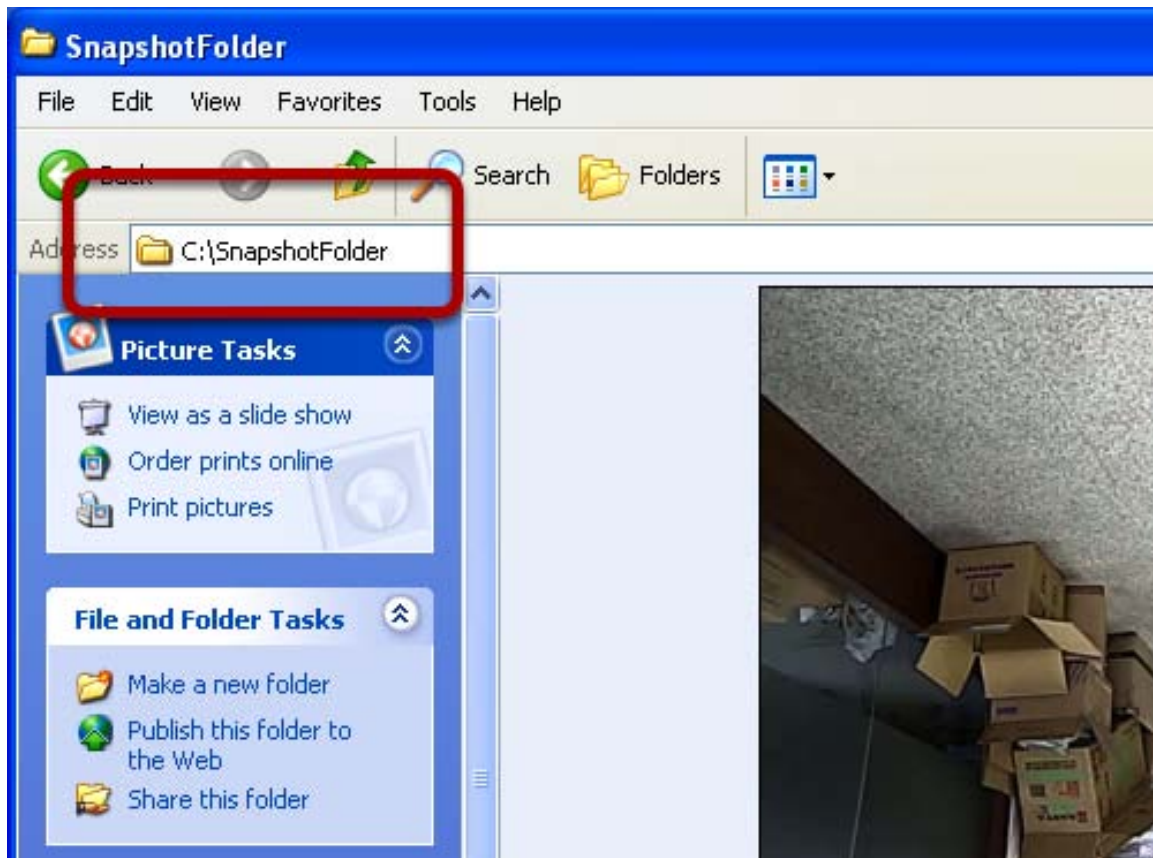 SnapshotFolder
File Edit View Favorites Tools Help
Back Search Folders
Address C:\SnapshotFolder
Picture Tasks
View as a slide show
Order prints online
Print pictures
File and Folder Tasks
Make a new folder
Publish this folder to
the Web
Share this folder